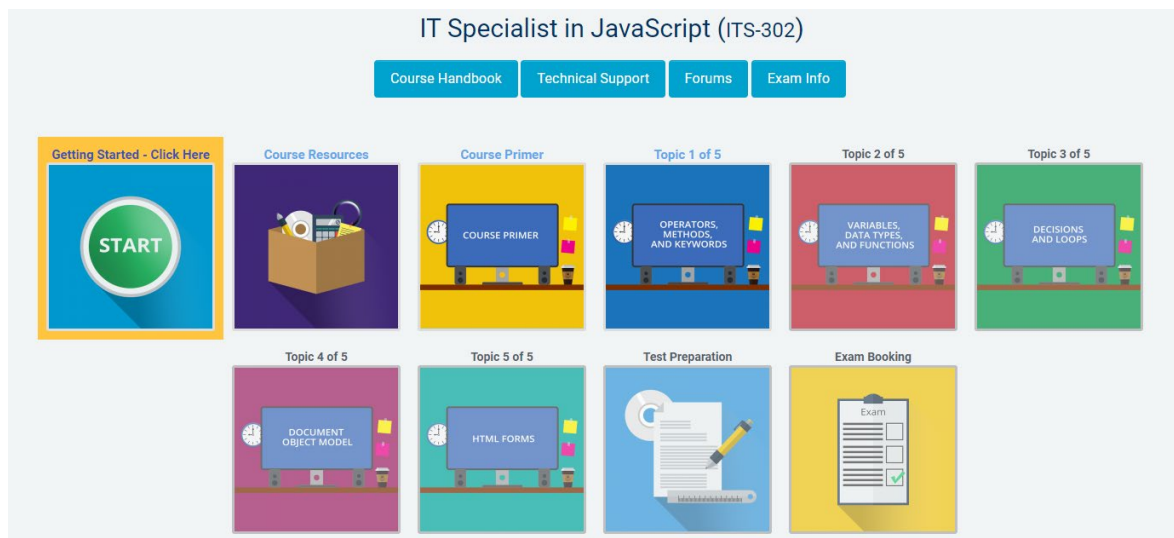 IT Specialist in JavaScript (ITS-302)
Course Handbook
Technical Support
Forums
Exam Info
Getting Started - Click Here
START
Course Resources
Course Primer
COURSE PRIMER
Topic 1 of 5
OPERATORS,
METHODS,
AND KEYWORDS
Topic 2 of 5
VARIABLES,
DATA TYPES,
AND FUNCTIONS
Topic 3 of 5
DECISIONS
AND LOOPS
Topic 4 of 5
DOCUMENT
OBJECT MODEL
Topic 5 of 5
HTML FORMS
Test Preparation
Exam Booking
Exam